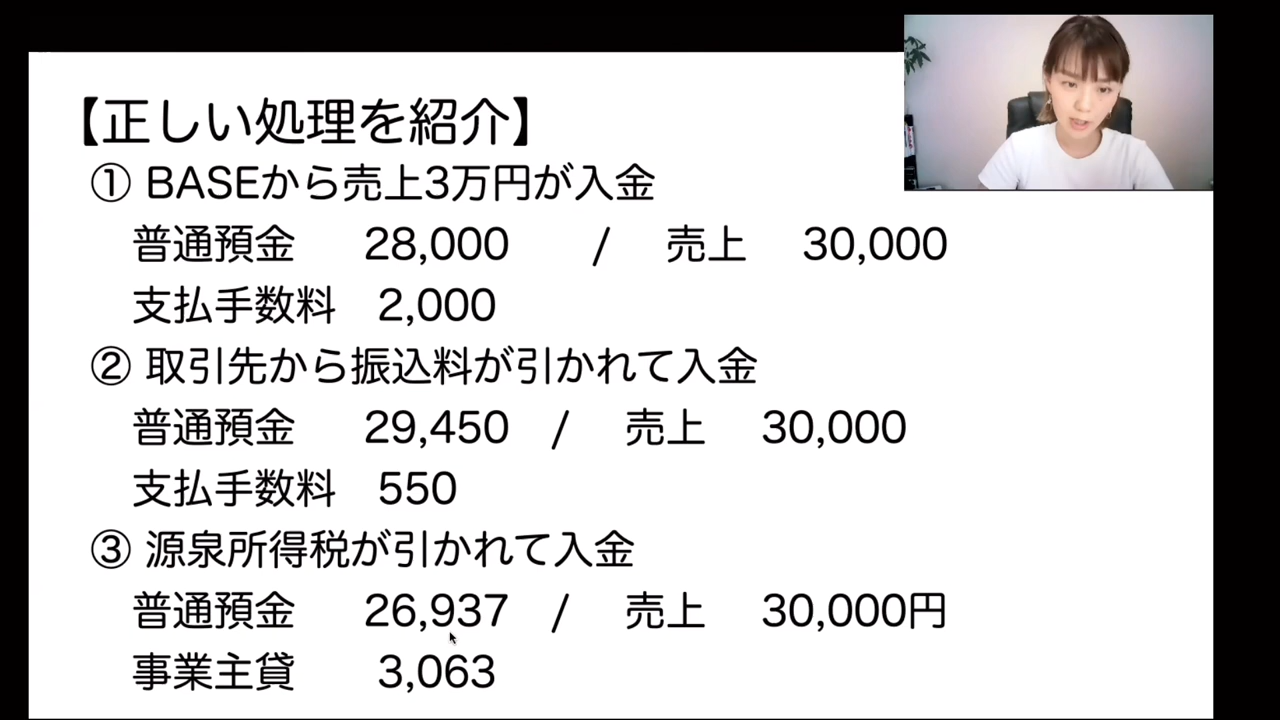 【正しい処理を紹介】
① BASEから売上3万円が入金
普通預金 28,000 / 売上 30,000
支払手数料 2,000
② 取引先から振込料が引かれて入金
普通預金 29,450 / 売上 30,000
支払手数料 550
③ 源泉所得税が引かれて入金
普通預金 26,937 / 売上 30,000円
事業主貸 3,063